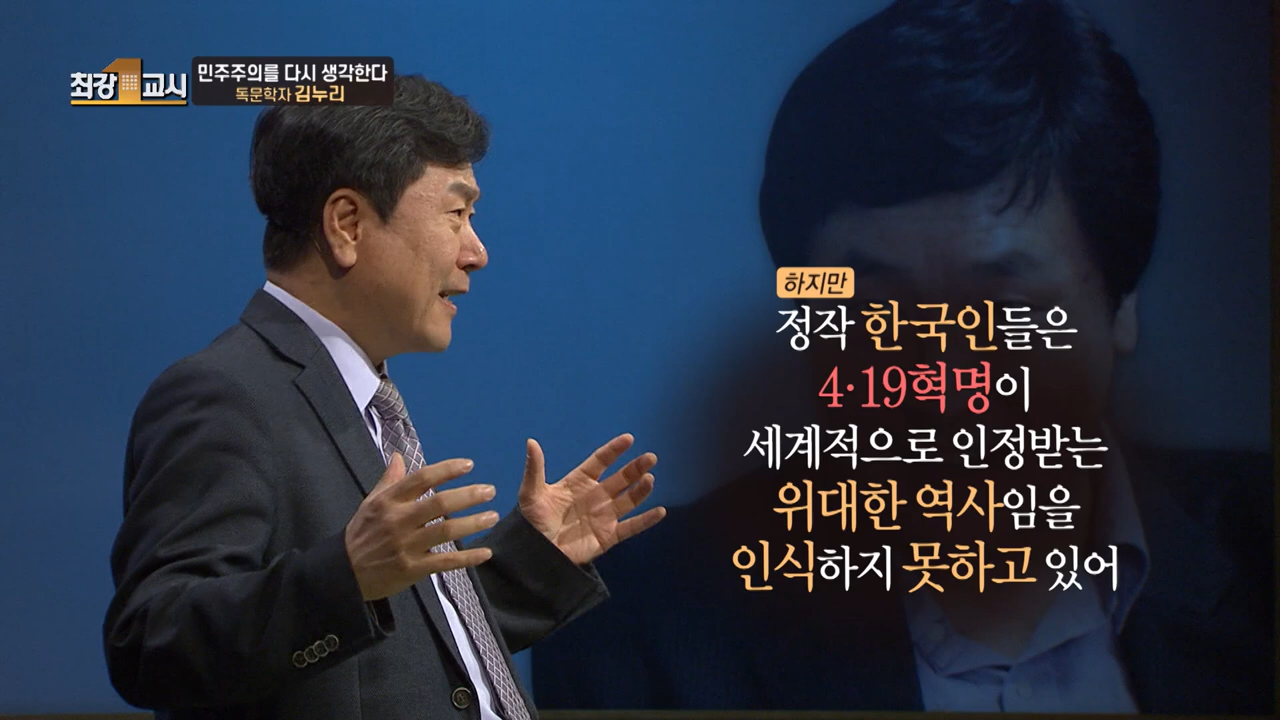 최강1교시
민주주의를 다시 생각한다
독문학자 김누리
하지만
정작 한국인들은
4·19혁명이
세계적으로 인정받는
위대한 역사임을
인식하지 못하고 있어